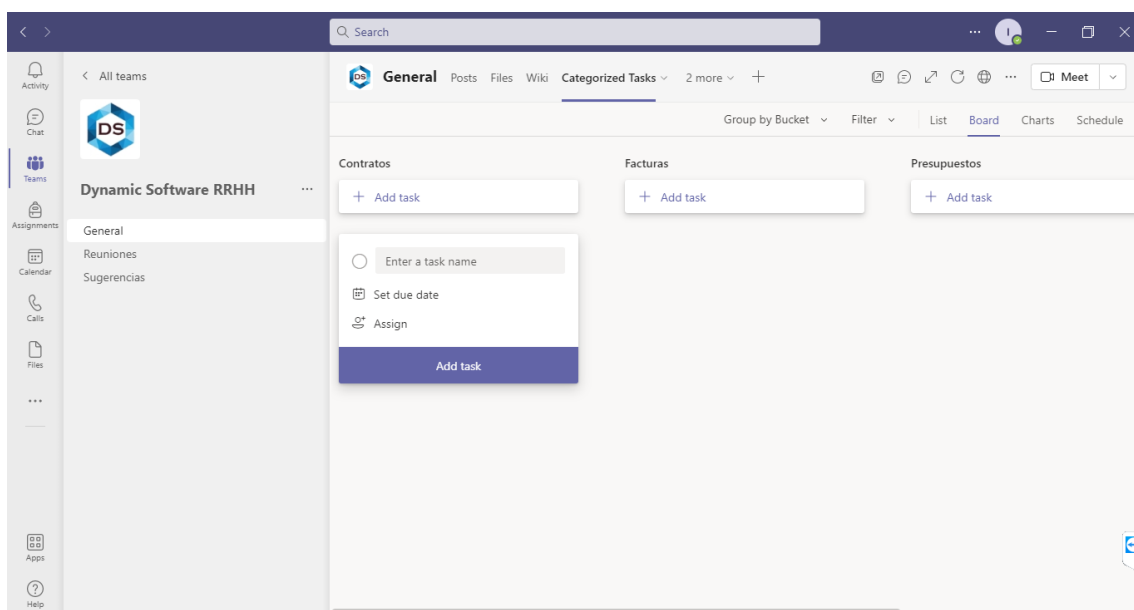 Search
Activity
Chat
Teams
Assignments
Calendar
Calls
Files
Apps
Help
All teams
DS
Dynamic Software RRHH
General
Reuniones
Sugerencias
DS General Posts Files Wiki Categorized Tasks 2 more Meet
Group by Bucket Filter List Board Charts Schedule
Contratos Facturas Presupuestos
+ Add task + Add task + Add task
Enter a task name
Set due date
Assign
Add task